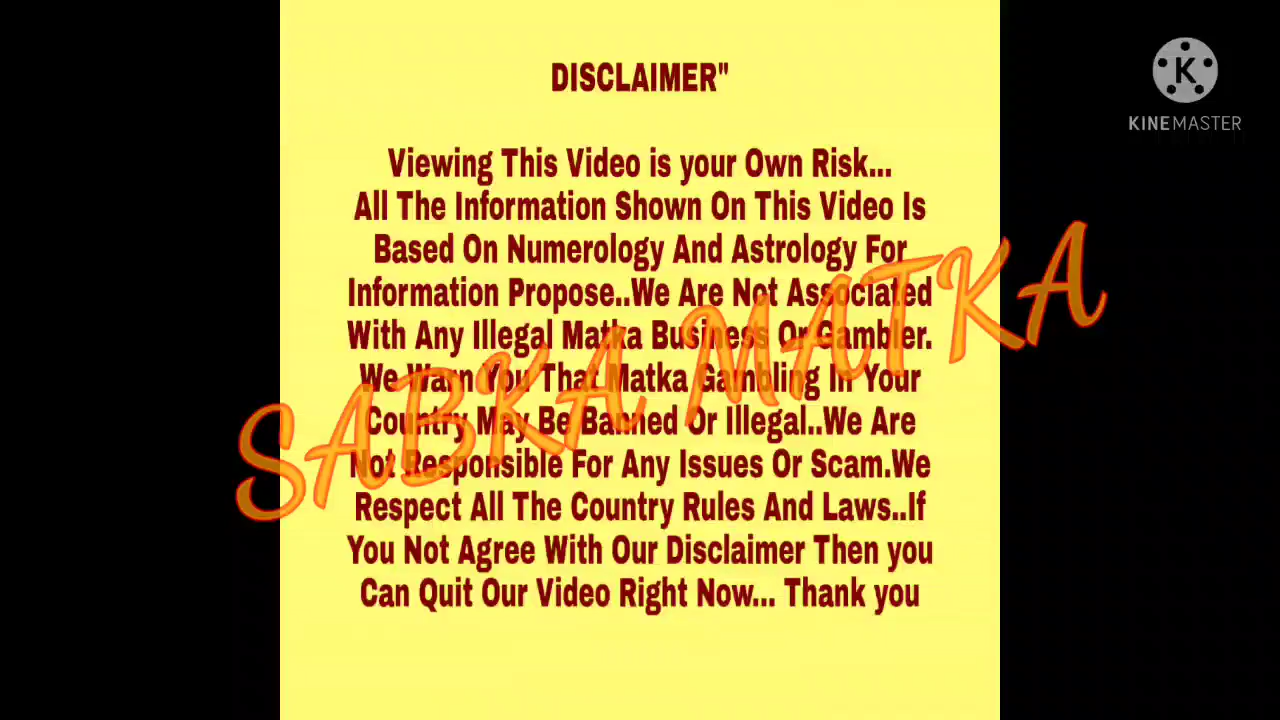 DISCLAIMER"
Viewing This Video is your Own Risk...
All The Information Shown On This Video Is
Based On Numerology And Astrology For
Information Propose..We Are Not Associated
With Any Illegal Matka Business Or Gambler.
We Warn You That Matka Gambling In Your
Country May Be Banned Or Illegal..We Are
Not Responsible For Any Issues Or Scam.We
Respect All The Country Rules And Laws..If
You Not Agree With Our Disclaimer Then you
Can Quit Our Video Right Now... Thank you
SABKA MATKA
K
KINEMASTER